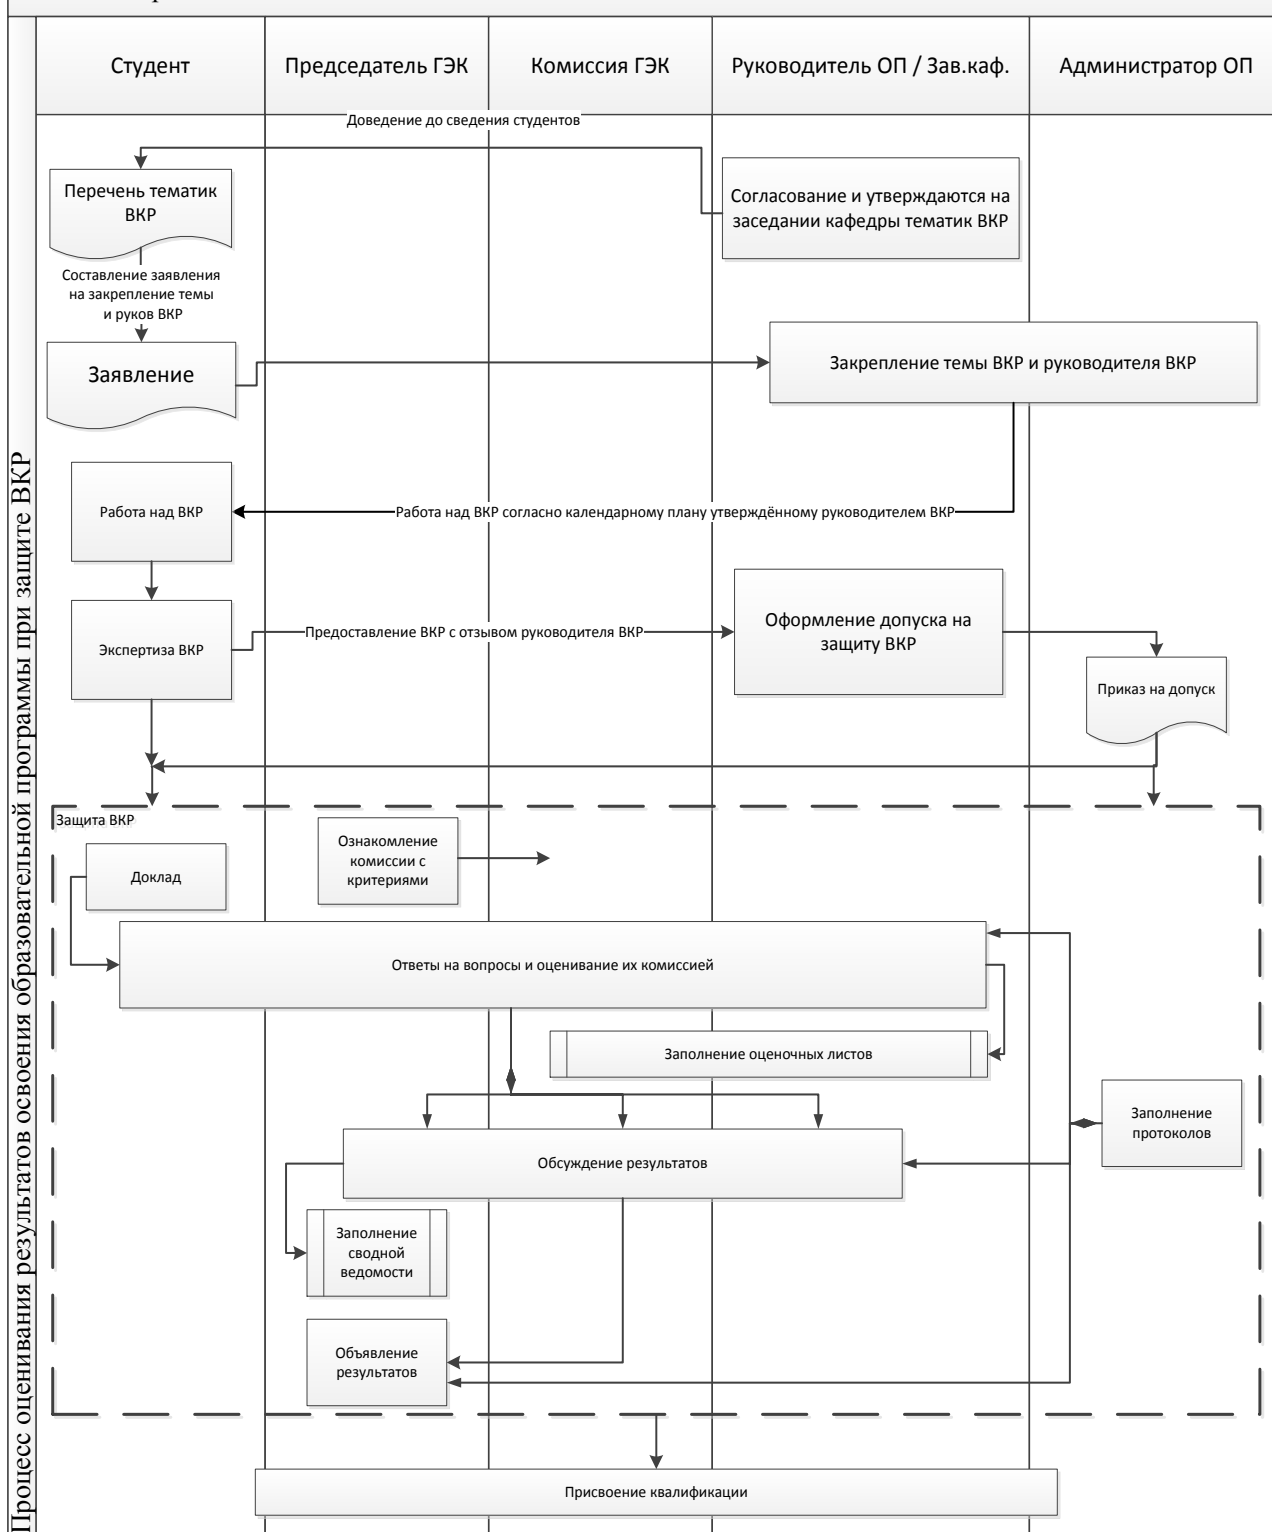 Студент
Председатель ГЭК
Комиссия ГЭК
Руководитель ОП / Зав.каф.
Администратор ОП
Доведение до сведения студентов
Перечень тематик
ВКР
Согласование и утверждаются на
заседании кафедры тематик ВКР
Составление заявления
на закрепление темы
и руков ВКР
Заявление
Закрепление темы ВКР и руководителя ВКР
Работа над ВКР
Работа над ВКР согласно календарному плану утверждённому руководителем ВКР
Экспертиза ВКР
Предоставление ВКР с отзывом руководителя ВКР
Оформление допуска на
защиту ВКР
Приказ на допуск
Защита ВКР
Доклад
Ознакомление
комиссии с
критериями
Ответы на вопросы и оценивание их комиссией
Заполнение оценочных листов
Заполнение
протоколов
Обсуждение результатов
Заполнение
сводной
ведомости
Объявление
результатов
Присвоение квалификации
Процесс оценивания результатов освоения образовательной программы при защите ВКР